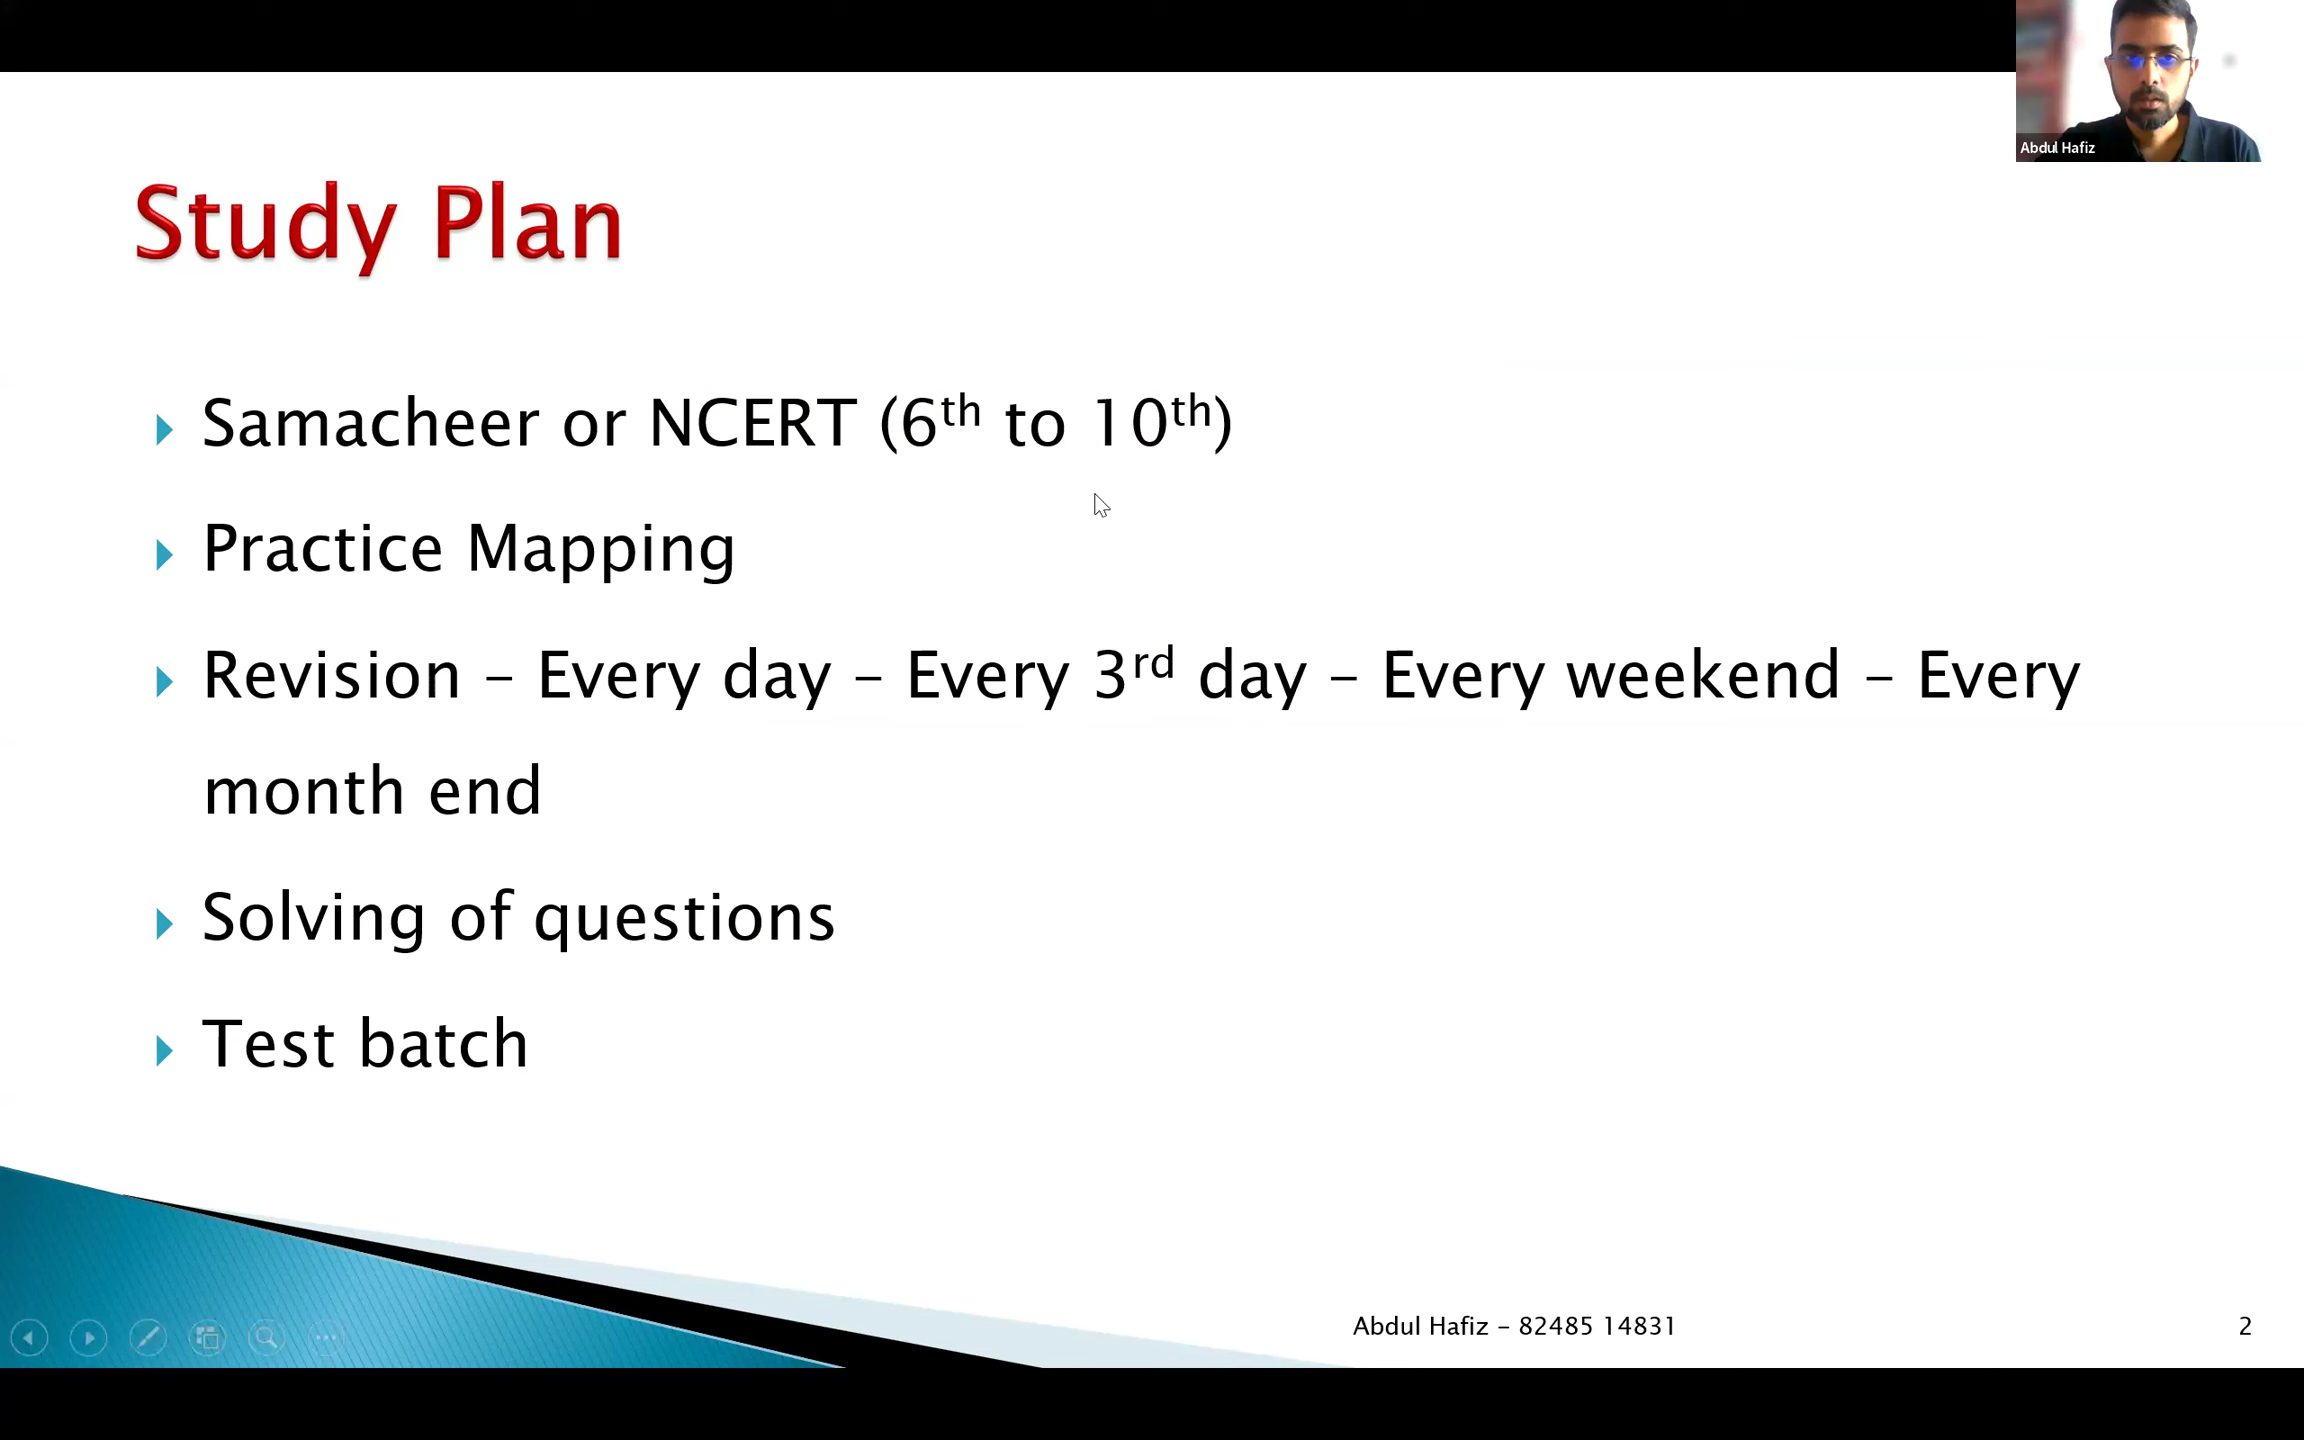 Abdul Hafiz
Study Plan
Samacheer or NCERT (6th to 10th)
Practice Mapping
Revision – Every day – Every 3rd day – Every weekend – Every
month end
Solving of questions
Test batch
Abdul Hafiz - 82485 14831
2